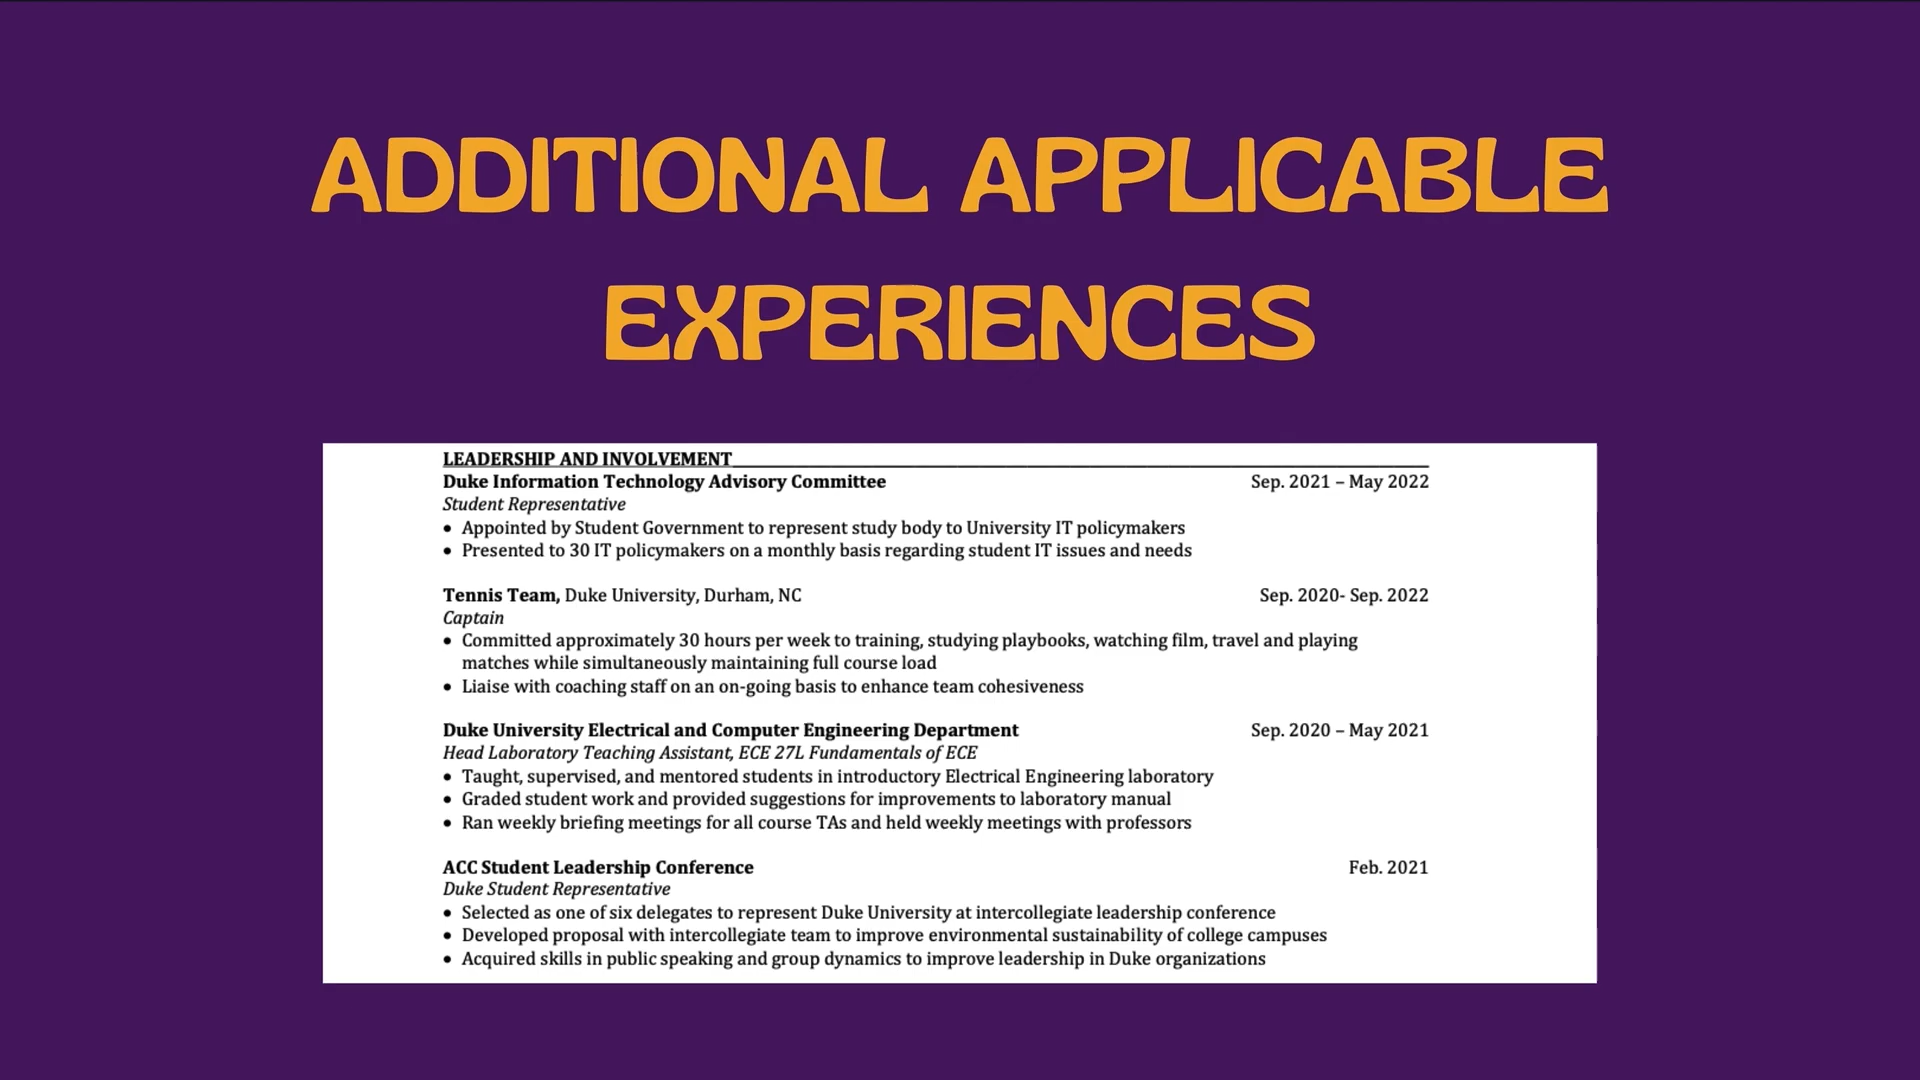 ADDITIONAL APPLICABLE
EXPERIENCES
LEADERSHIP AND INVOLVEMENT
Duke Information Technology Advisory Committee Sep. 2021 – May 2022
Student Representative
• Appointed by Student Government to represent study body to University IT policymakers
• Presented to 30 IT policymakers on a monthly basis regarding student IT issues and needs
Tennis Team, Duke University, Durham, NC Sep. 2020- Sep. 2022
Captain
• Committed approximately 30 hours per week to training, studying playbooks, watching film, travel and playing
matches while simultaneously maintaining full course load
• Liaise with coaching staff on an on-going basis to enhance team cohesiveness
Duke University Electrical and Computer Engineering Department Sep. 2020 – May 2021
Head Laboratory Teaching Assistant, ECE 27L Fundamentals of ECE
• Taught, supervised, and mentored students in introductory Electrical Engineering laboratory
• Graded student work and provided suggestions for improvements to laboratory manual
• Ran weekly briefing meetings for all course TAs and held weekly meetings with professors
ACC Student Leadership Conference Feb. 2021
Duke Student Representative
• Selected as one of six delegates to represent Duke University at intercollegiate leadership conference
• Developed proposal with intercollegiate team to improve environmental sustainability of college campuses
• Acquired skills in public speaking and group dynamics to improve leadership in Duke organizations